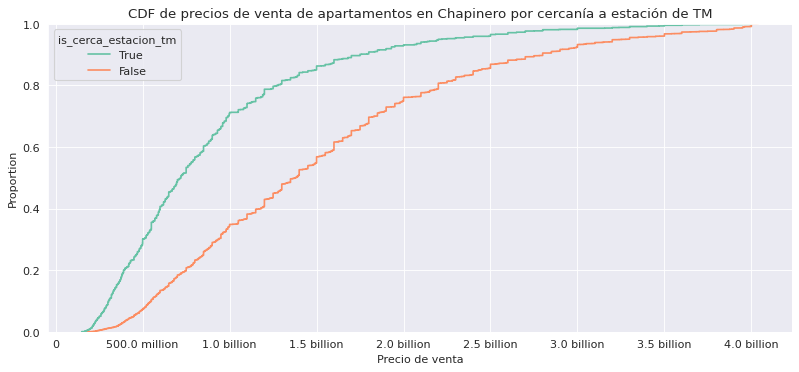 CDF de precios de venta de apartamentos en Chapinero por cercanía a estación de TM
is_cerca_estacion_tm
True
False
Proportion
1.0
0.8
0.6
0.4
0.2
0.0
0 500.0 million 1.0 billion 1.5 billion 2.0 billion 2.5 billion 3.0 billion 3.5 billion 4.0 billion
Precio de venta